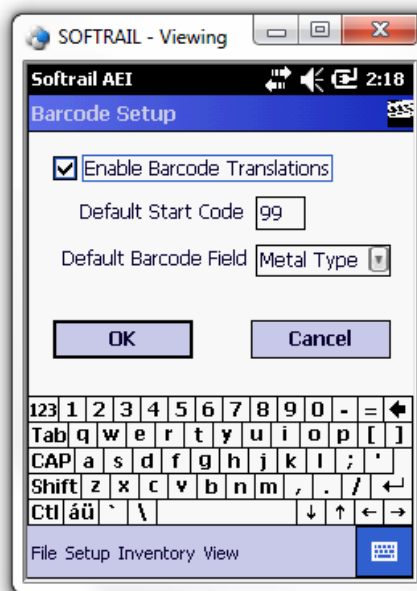 SOFTRAIL - Viewing
Softrail AEI 2:18
Barcode Setup
Enable Barcode Translations
Default Start Code 99
Default Barcode Field Metal Type
OK Cancel
123 1 2 3 4 5 6 7 8 9 0 - =
Tab q w e r t y u i o p [ ]
CAP a s d f g h j k l ; '
Shift z x c v b n m , . /
Ctl áü ` \
File Setup Inventory View